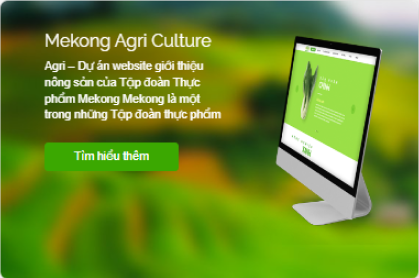 Mekong Agri Culture
Agri – Dự án website giới thiệu
nông sản của Tập đoàn Thực
phẩm Mekong Mekong là một
trong những Tập đoàn thực phẩm
Tìm hiểu thêm